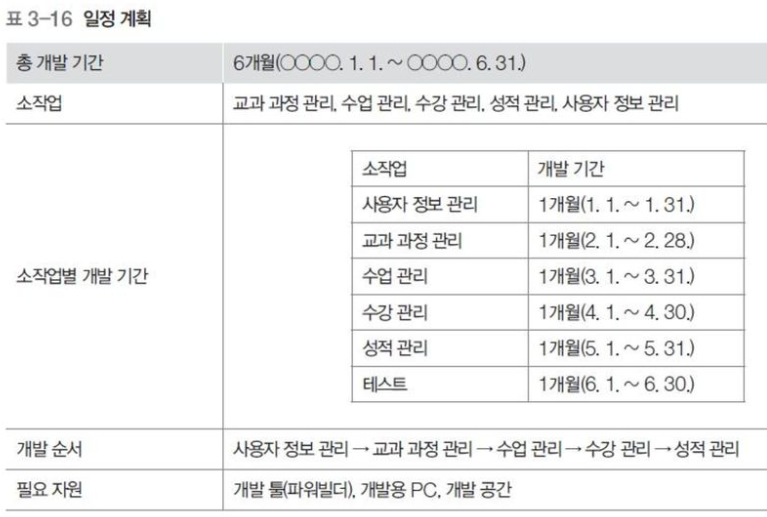 표 3-16 일정 계획
총 개발 기간 6개월(○○○○. 1. 1. ~ ○○○○. 6. 31.)
소작업 교과 과정 관리, 수업 관리, 수강 관리, 성적 관리, 사용자 정보 관리
소작업별 개발 기간
소작업 개발 기간
사용자 정보 관리 1개월(1. 1. ~ 1. 31.)
교과 과정 관리 1개월(2. 1. ~ 2. 28.)
수업 관리 1개월(3. 1. ~ 3. 31.)
수강 관리 1개월(4. 1. ~ 4. 30.)
성적 관리 1개월(5. 1. ~ 5. 31.)
테스트 1개월(6. 1. ~ 6. 30.)
개발 순서 사용자 정보 관리 → 교과 과정 관리 → 수업 관리 → 수강 관리 → 성적 관리
필요 자원 개발 툴(파워빌더), 개발용 PC, 개발 공간